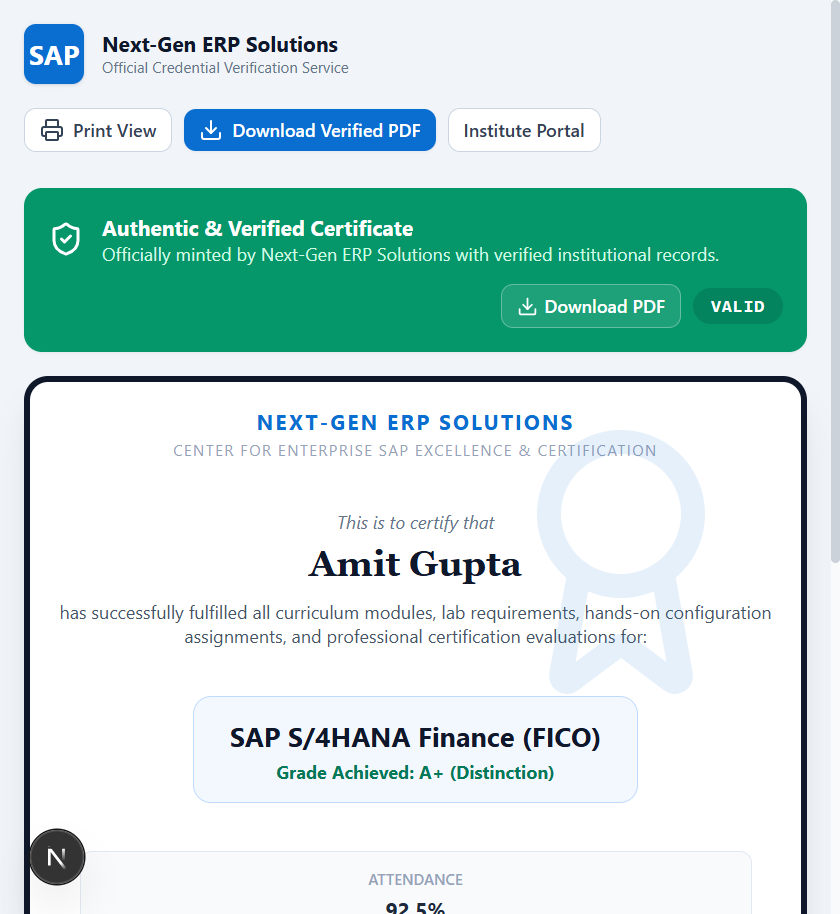 SAP
Next-Gen ERP Solutions
Official Credential Verification Service
Print View
Download Verified PDF
Institute Portal
Authentic & Verified Certificate
Officially minted by Next-Gen ERP Solutions with verified institutional records.
Download PDF
VALID
NEXT-GEN ERP SOLUTIONS
CENTER FOR ENTERPRISE SAP EXCELLENCE & CERTIFICATION
This is to certify that
Amit Gupta
has successfully fulfilled all curriculum modules, lab requirements, hands-on configuration
assignments, and professional certification evaluations for:
SAP S/4HANA Finance (FICO)
Grade Achieved: A+ (Distinction)
N
ATTENDANCE
92.5%